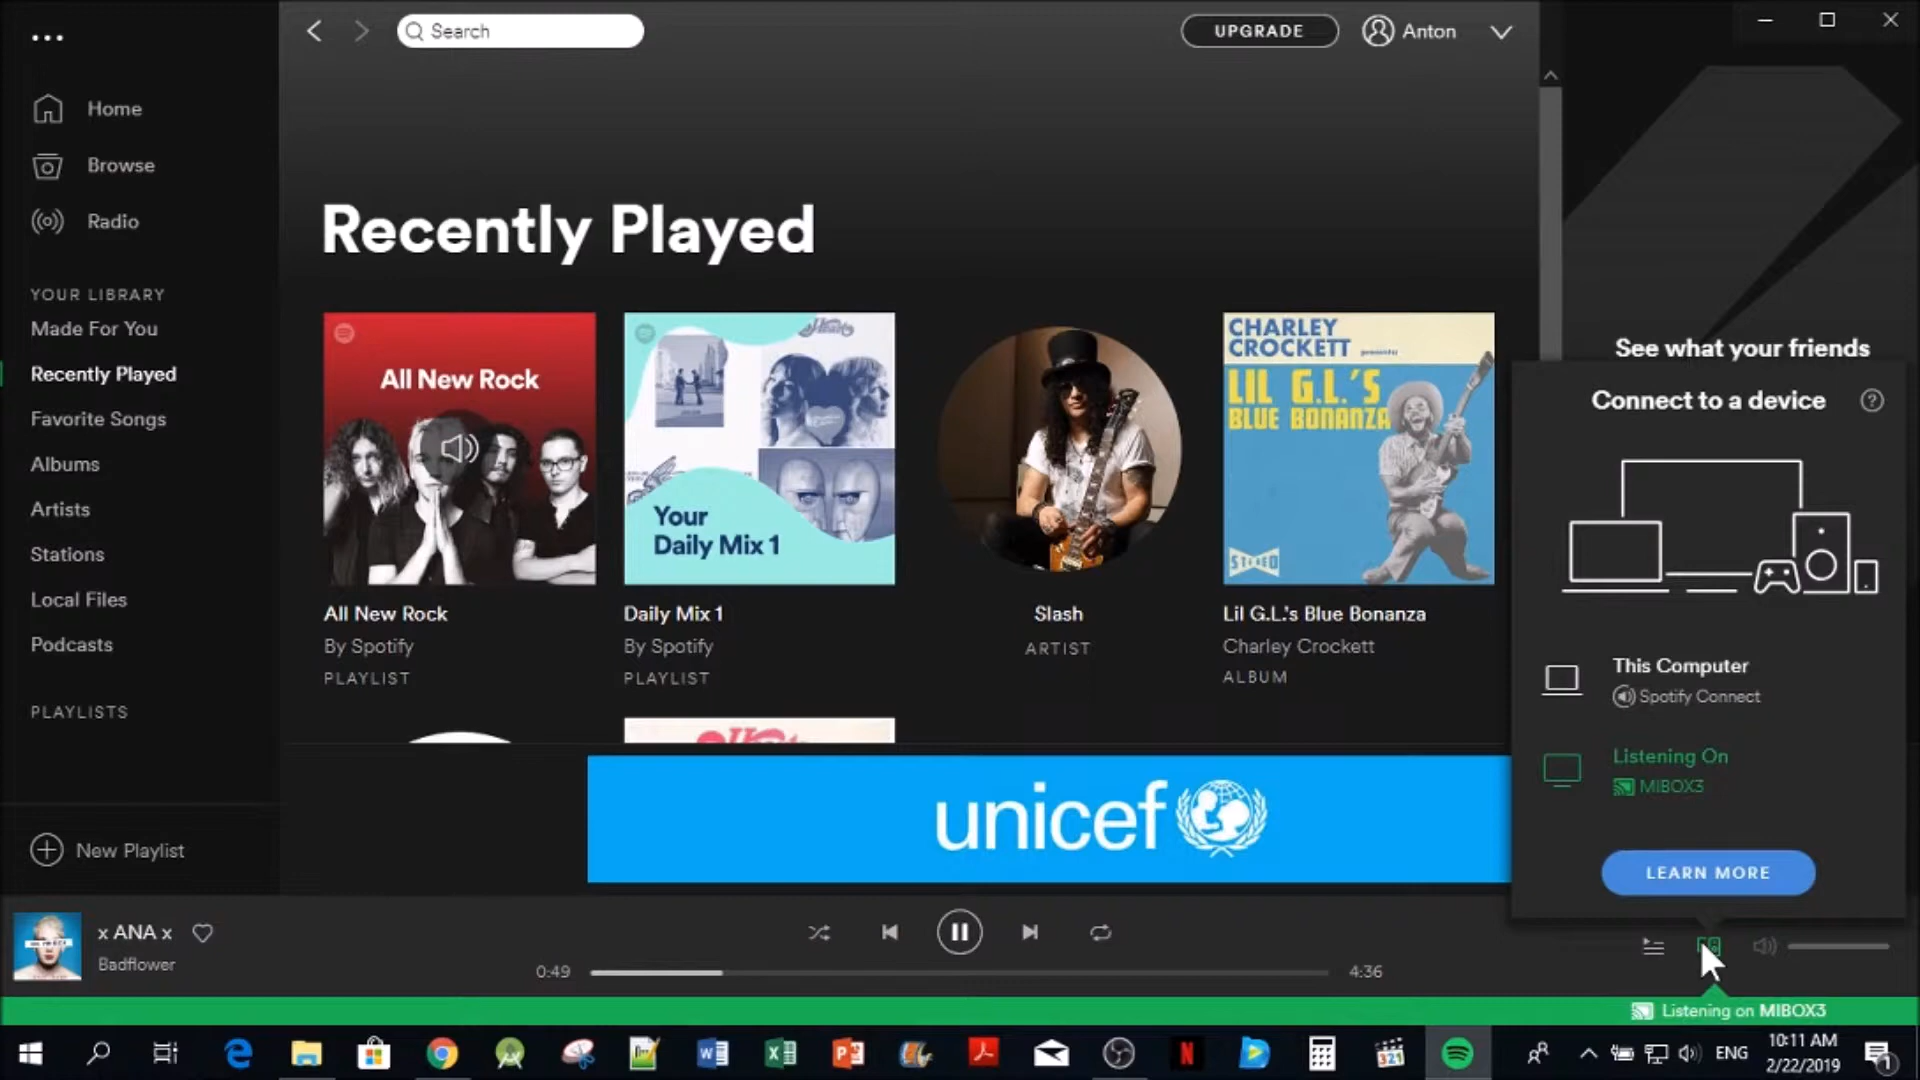 Search
UPGRADE
Anton
Home
Browse
Radio
YOUR LIBRARY
Made For You
Recently Played
Favorite Songs
Albums
Artists
Stations
Local Files
Podcasts
PLAYLISTS
New Playlist
Recently Played
All New Rock
Your
Daily Mix 1
CHARLEY
CROCKETT presents:
LIL G.L.'S
BLUE BONANZA
STEREO
All New Rock
By Spotify
PLAYLIST
Daily Mix 1
By Spotify
PLAYLIST
Slash
ARTIST
Lil G.L.'s Blue Bonanza
Charley Crockett
ALBUM
unicef
See what your friends
Connect to a device
This Computer
Spotify Connect
Listening On
MIBOX3
LEARN MORE
x ANA x
Badflower
0:49
4:36
Listening on MIBOX3
ENG
10:11 AM
2/22/2019
1